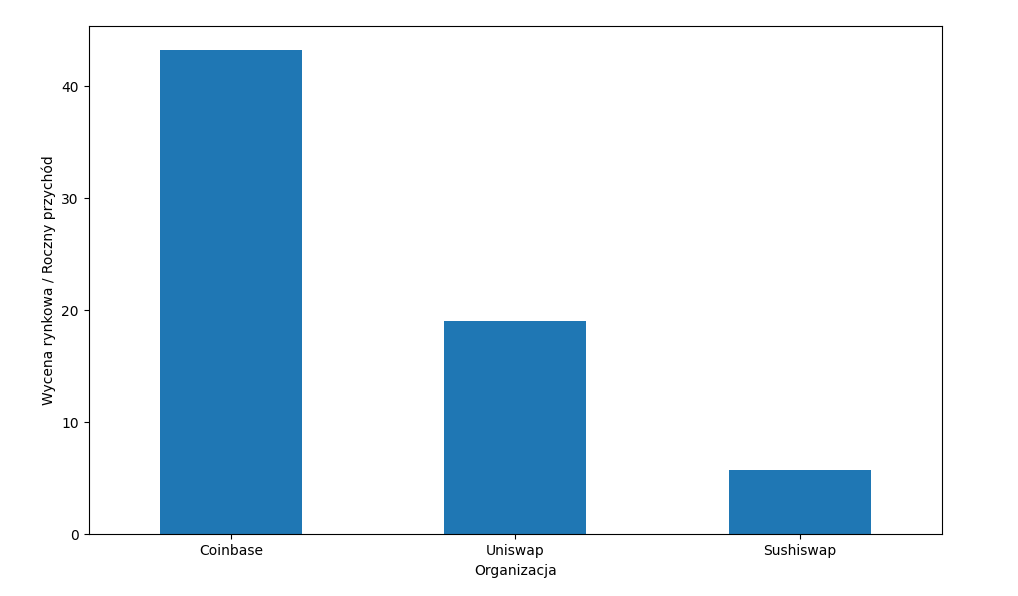 Wycena rynkowa / Roczny przychód
40
30
20
10
0
Coinbase
Uniswap
Sushiswap
Organizacja